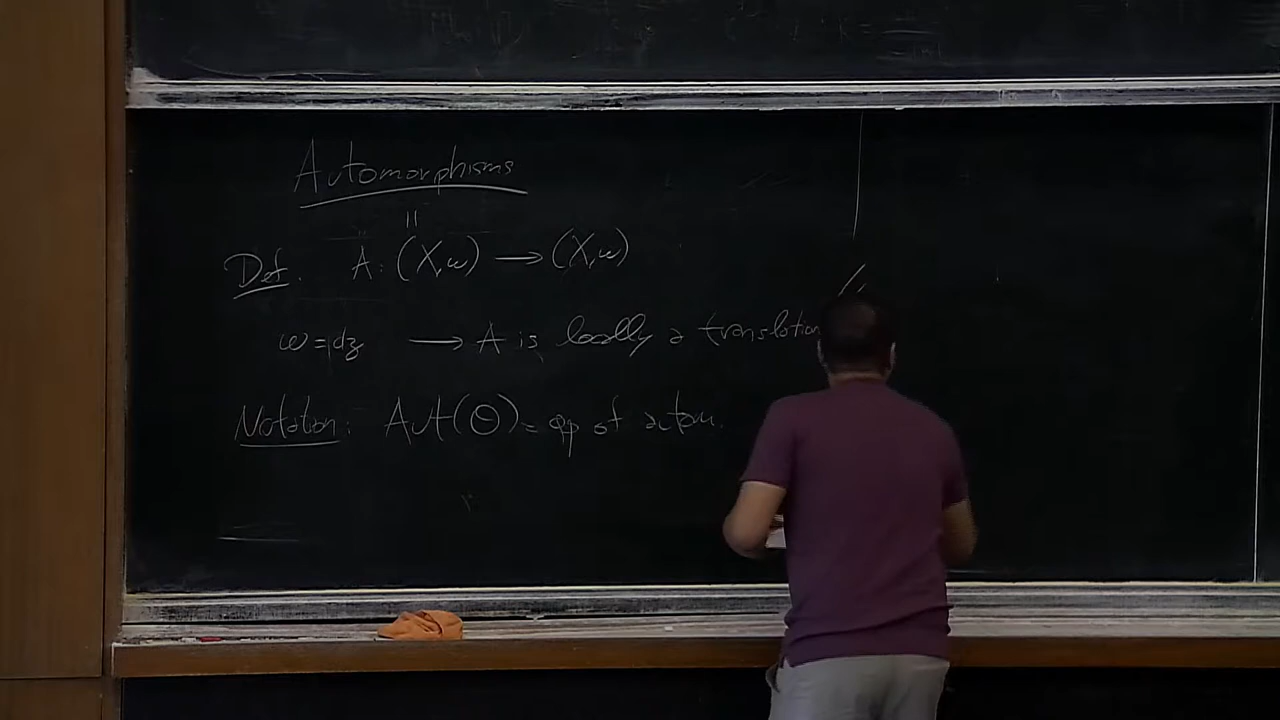 Automorphisms
Def. A: (X,ω) → (X,ω)
ω=dz → A is locally a translation
Notation: Aut(Θ)= gp of autom.